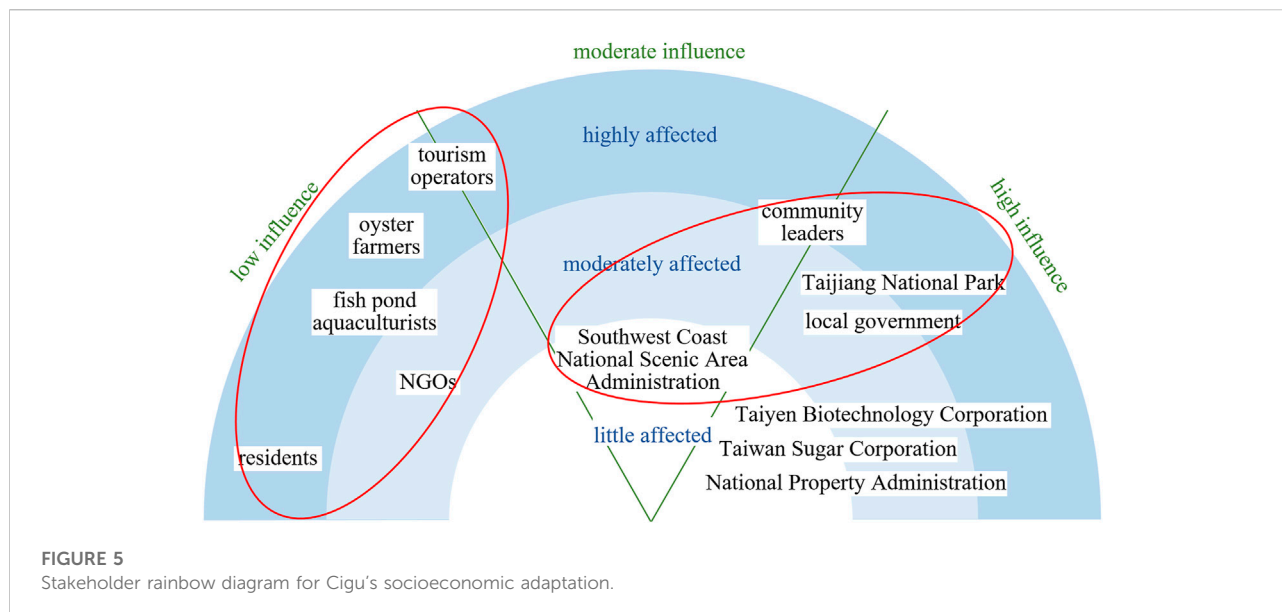 moderate influence
highly affected
tourism
operators
low influence
oyster
farmers
community
leaders
high influence
moderately affected
Taijiang National Park
fish pond
aquaculturists
local government
Southwest Coast
National Scenic Area
Administration
NGOs
Taiyen Biotechnology Corporation
little affected
Taiwan Sugar Corporation
residents
National Property Administration
FIGURE 5
Stakeholder rainbow diagram for Cigu's socioeconomic adaptation.